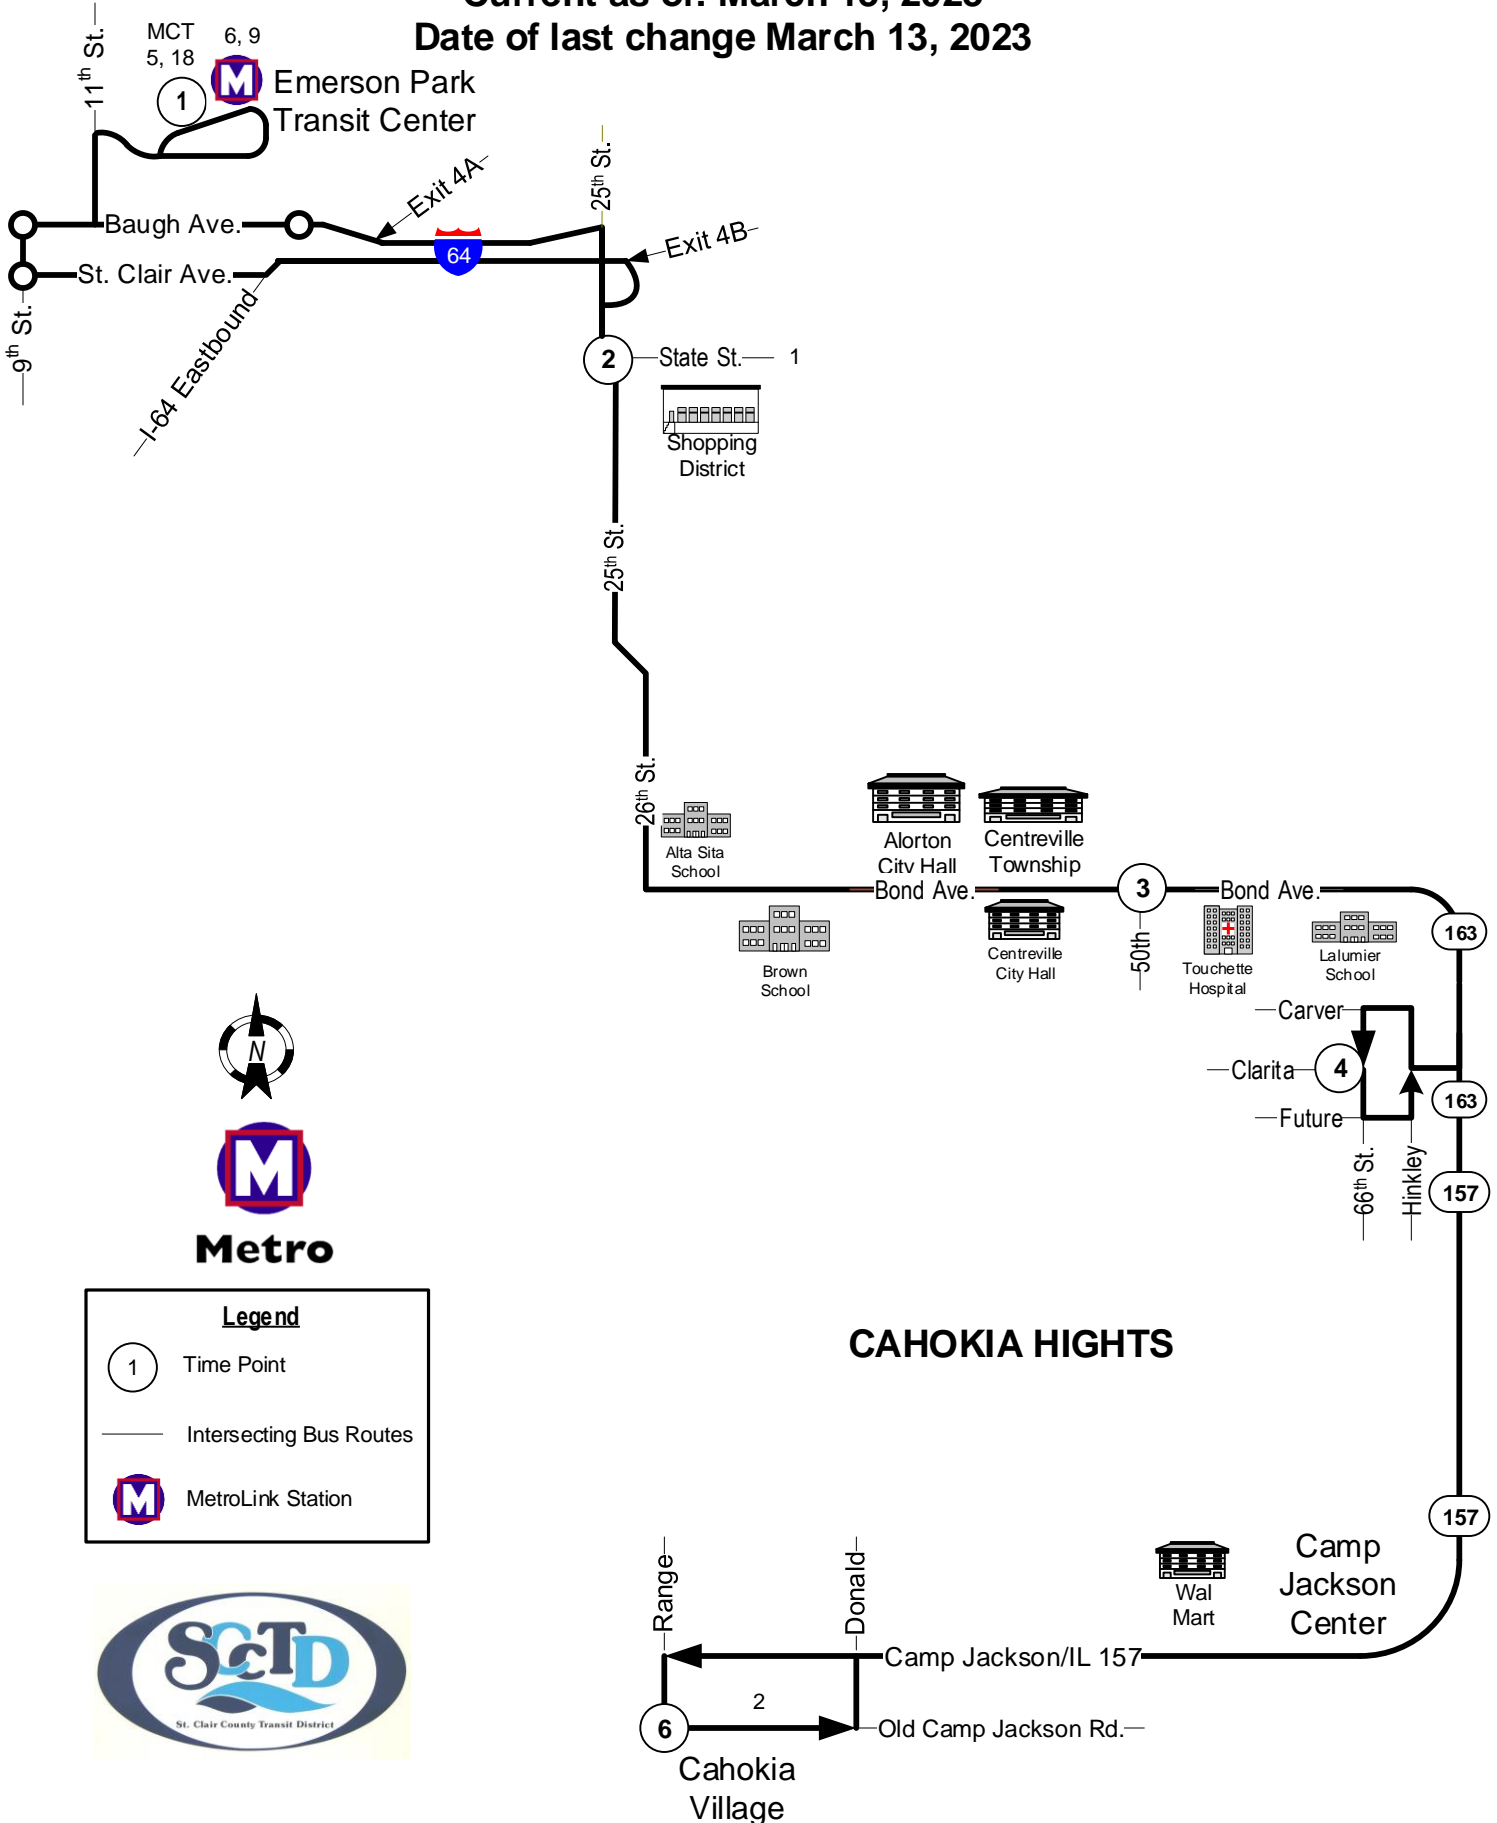 Date of last change March 13, 2023
11th St.
MCT
5, 18
6, 9
1
M
Emerson Park
Transit Center
25th St.
Exit 4A
Baugh Ave.
64
Exit 4B
St. Clair Ave.
9th St.
I-64 Eastbound
2
State St.
1
Shopping
District
25th St.
26th St.
Alta Sita
School
Alorton
City Hall
Centreville
Township
Bond Ave.
3
Bond Ave.
163
Brown
School
Centreville
City Hall
50th
Touchette
Hospital
Lalumier
School
Carver
Clarita
4
Future
163
66th St.
Hinkley
157
N
M
Metro
Legend
1
Time Point
Intersecting Bus Routes
M
MetroLink Station
CAHOKIA HIGHTS
157
Camp
Jackson
Center
Wal
Mart
Range
Donald
Camp Jackson/IL 157
2
6
Old Camp Jackson Rd.
Cahokia
Village
SCCTD
St. Clair County Transit District